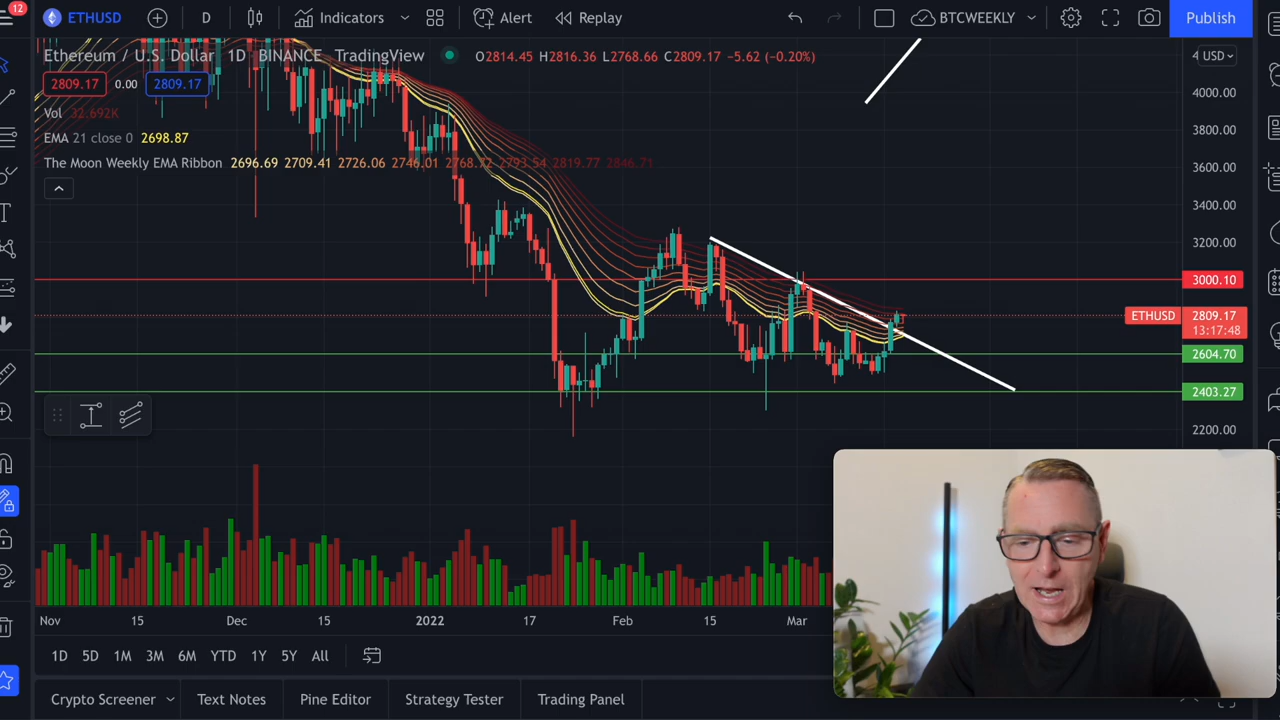 12
ETHUSD D Indicators Alert Replay BTCWEEKLY Publish
Ethereum / U.S. Dollar 1D BINANCE TradingView O2814.45 H2816.36 L2768.66 C2809.17 −5.62 (−0.20%)
USD
2809.17 0.00 2809.17
Vol 32.692K
EMA 21 close 0 2698.87
The Moon Weekly EMA Ribbon 2696.69 2709.41 2726.06 2746.01 2768.72 2793.54 2819.77 2846.71
4000.00
3800.00
3600.00
3400.00
3200.00
3000.10
ETHUSD 2809.17
13:17:48
2604.70
2403.27
2200.00
Nov 15 Dec 15 2022 17 Feb 15 Mar
1D 5D 1M 3M 6M YTD 1Y 5Y All
Crypto Screener Text Notes Pine Editor Strategy Tester Trading Panel